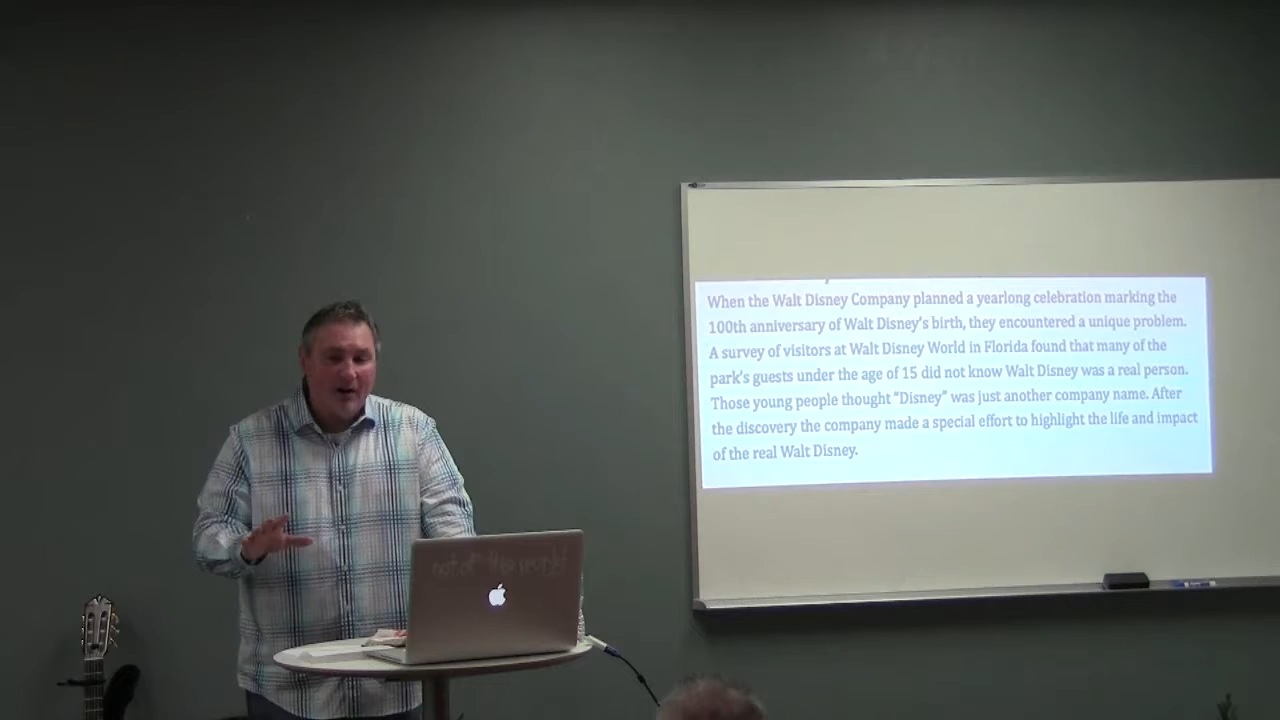 When the Walt Disney Company planned a yearlong celebration marking the
100th anniversary of Walt Disney's birth, they encountered a unique problem.
A survey of visitors at Walt Disney World in Florida found that many of the
park's guests under the age of 15 did not know Walt Disney was a real person.
Those young people thought "Disney" was just another company name. After
the discovery the company made a special effort to highlight the life and impact
of the real Walt Disney.
not of the world